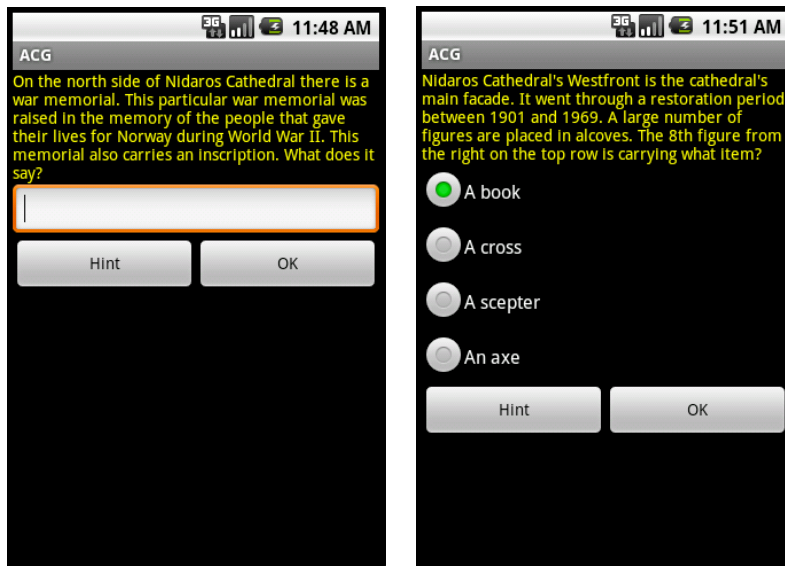 3G 11:48 AM
ACG
On the north side of Nidaros Cathedral there is a
war memorial. This particular war memorial was
raised in the memory of the people that gave
their lives for Norway during World War II. This
memorial also carries an inscription. What does it
say?
Hint OK
3G 11:51 AM
ACG
Nidaros Cathedral's Westfront is the cathedral's
main facade. It went through a restoration period
between 1901 and 1969. A large number of
figures are placed in alcoves. The 8th figure from
the right on the top row is carrying what item?
A book
A cross
A scepter
An axe
Hint OK